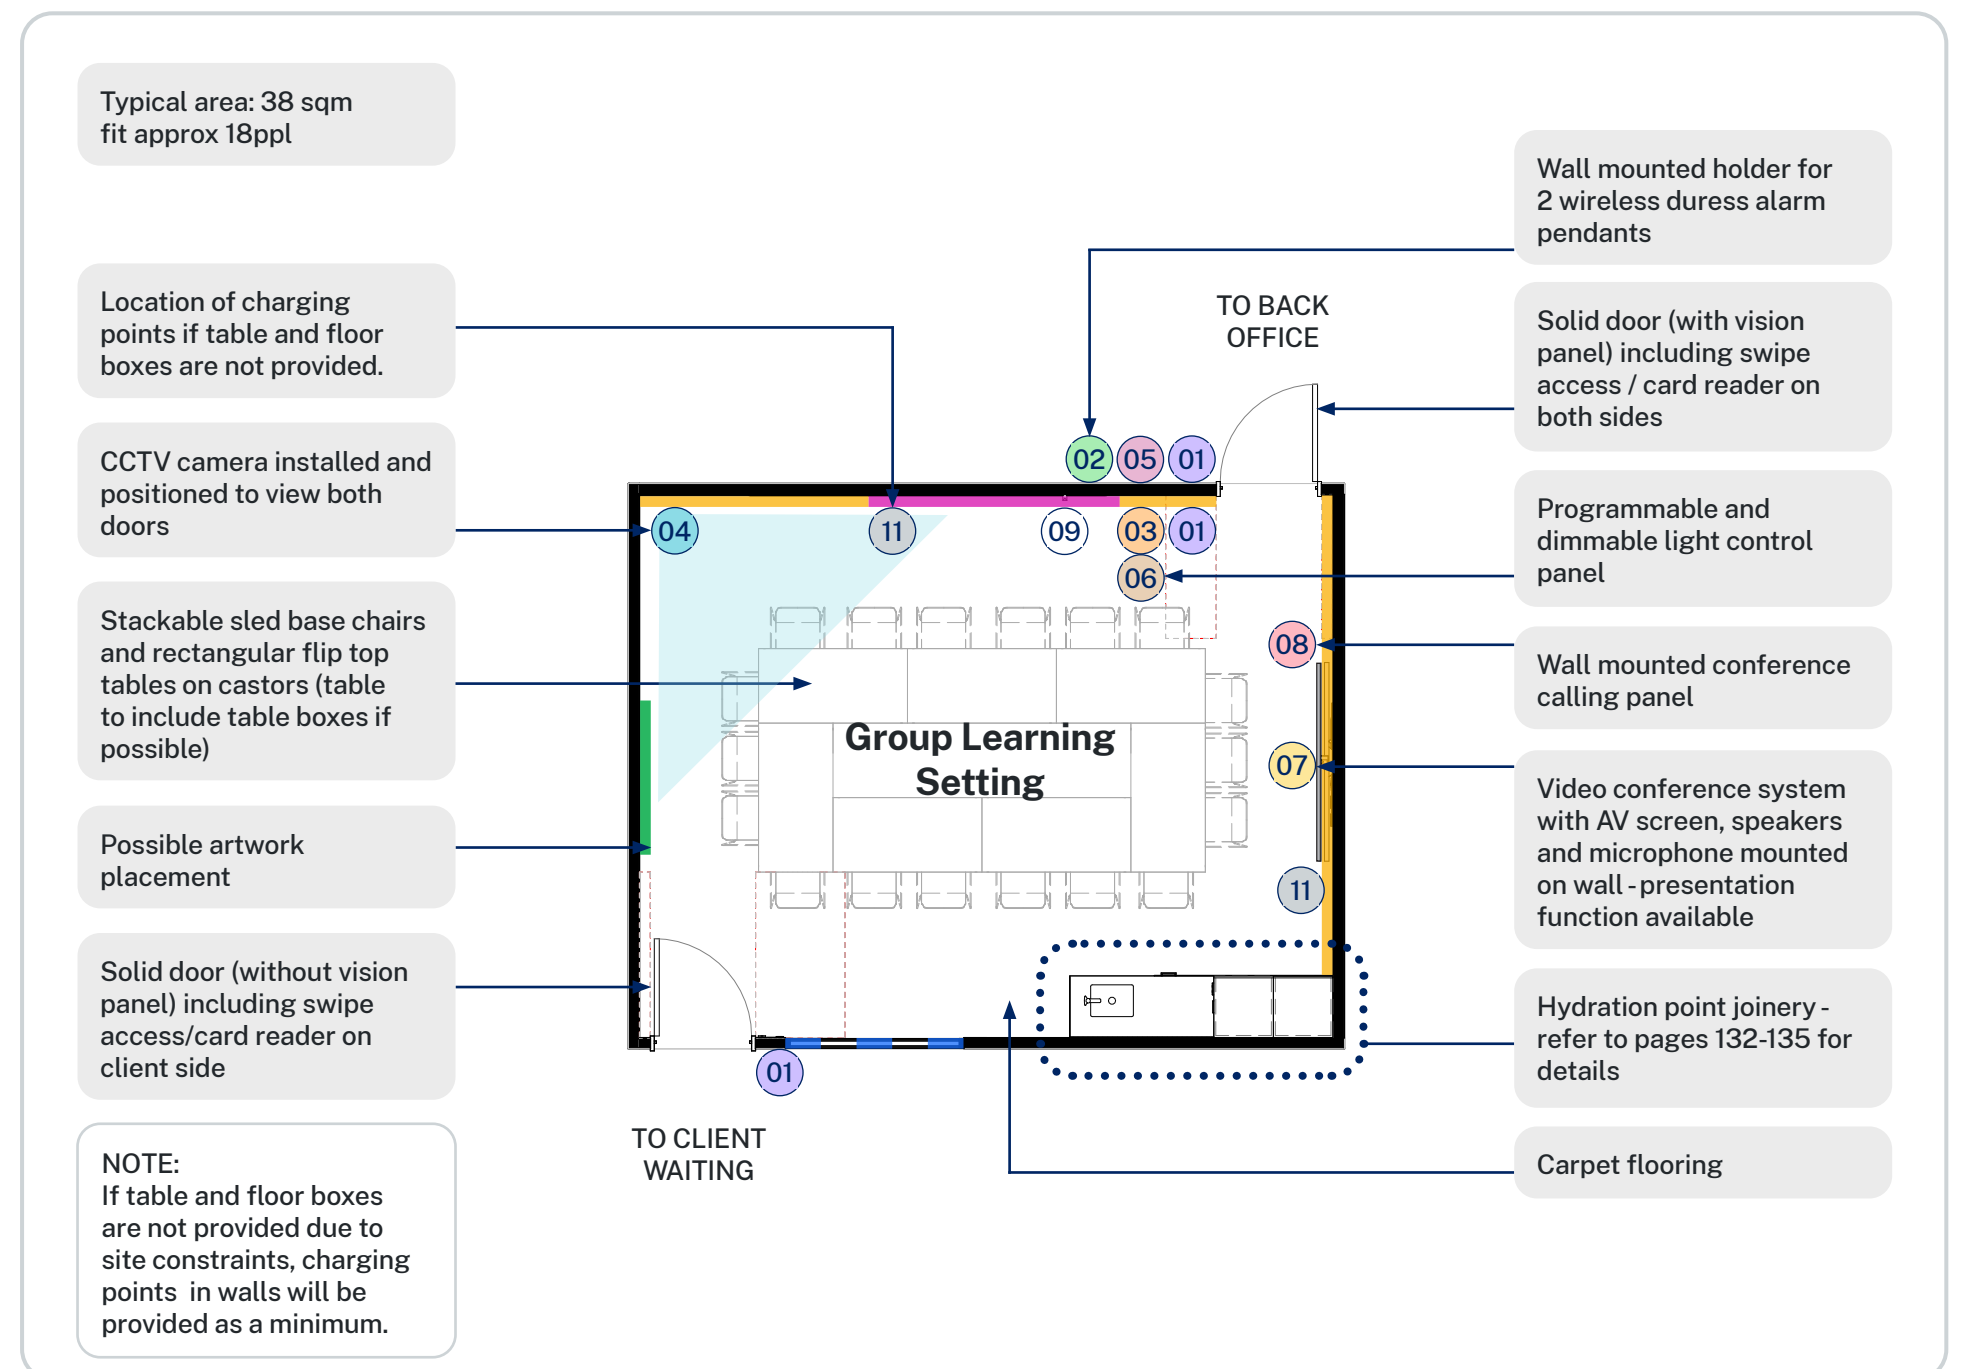 Typical area: 38 sqm
fit approx 18ppl
Location of charging
points if table and floor
boxes are not provided.
CCTV camera installed and
positioned to view both
doors
Stackable sled base chairs
and rectangular flip top
tables on castors (table
to include table boxes if
possible)
Possible artwork
placement
Solid door (without vision
panel) including swipe
access/card reader on
client side
NOTE:
If table and floor boxes
are not provided due to
site constraints, charging
points in walls will be
provided as a minimum.
TO BACK
OFFICE
02 05 01
04 11 09 03 01
06
08
Group Learning
Setting
07
11
01
TO CLIENT
WAITING
Wall mounted holder for
2 wireless duress alarm
pendants
Solid door (with vision
panel) including swipe
access / card reader on
both sides
Programmable and
dimmable light control
panel
Wall mounted conference
calling panel
Video conference system
with AV screen, speakers
and microphone mounted
on wall - presentation
function available
Hydration point joinery -
refer to pages 132-135 for
details
Carpet flooring